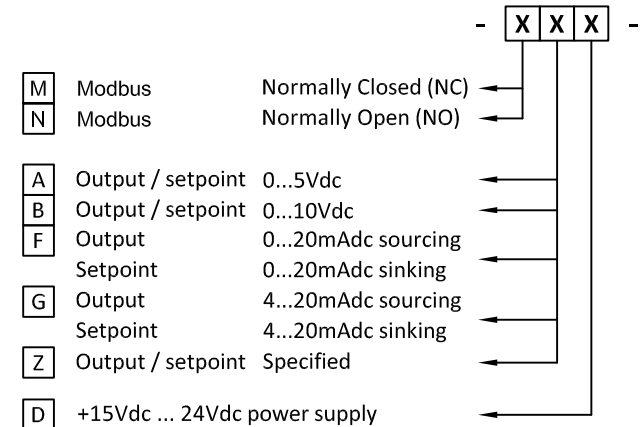 - X X X -
M Modbus Normally Closed (NC)
N Modbus Normally Open (NO)
A Output / setpoint 0...5Vdc
B Output / setpoint 0...10Vdc
F Output 0...20mAdc sourcing
Setpoint 0...20mAdc sinking
G Output 4...20mAdc sourcing
Setpoint 4...20mAdc sinking
Z Output / setpoint Specified
D +15Vdc ... 24Vdc power supply